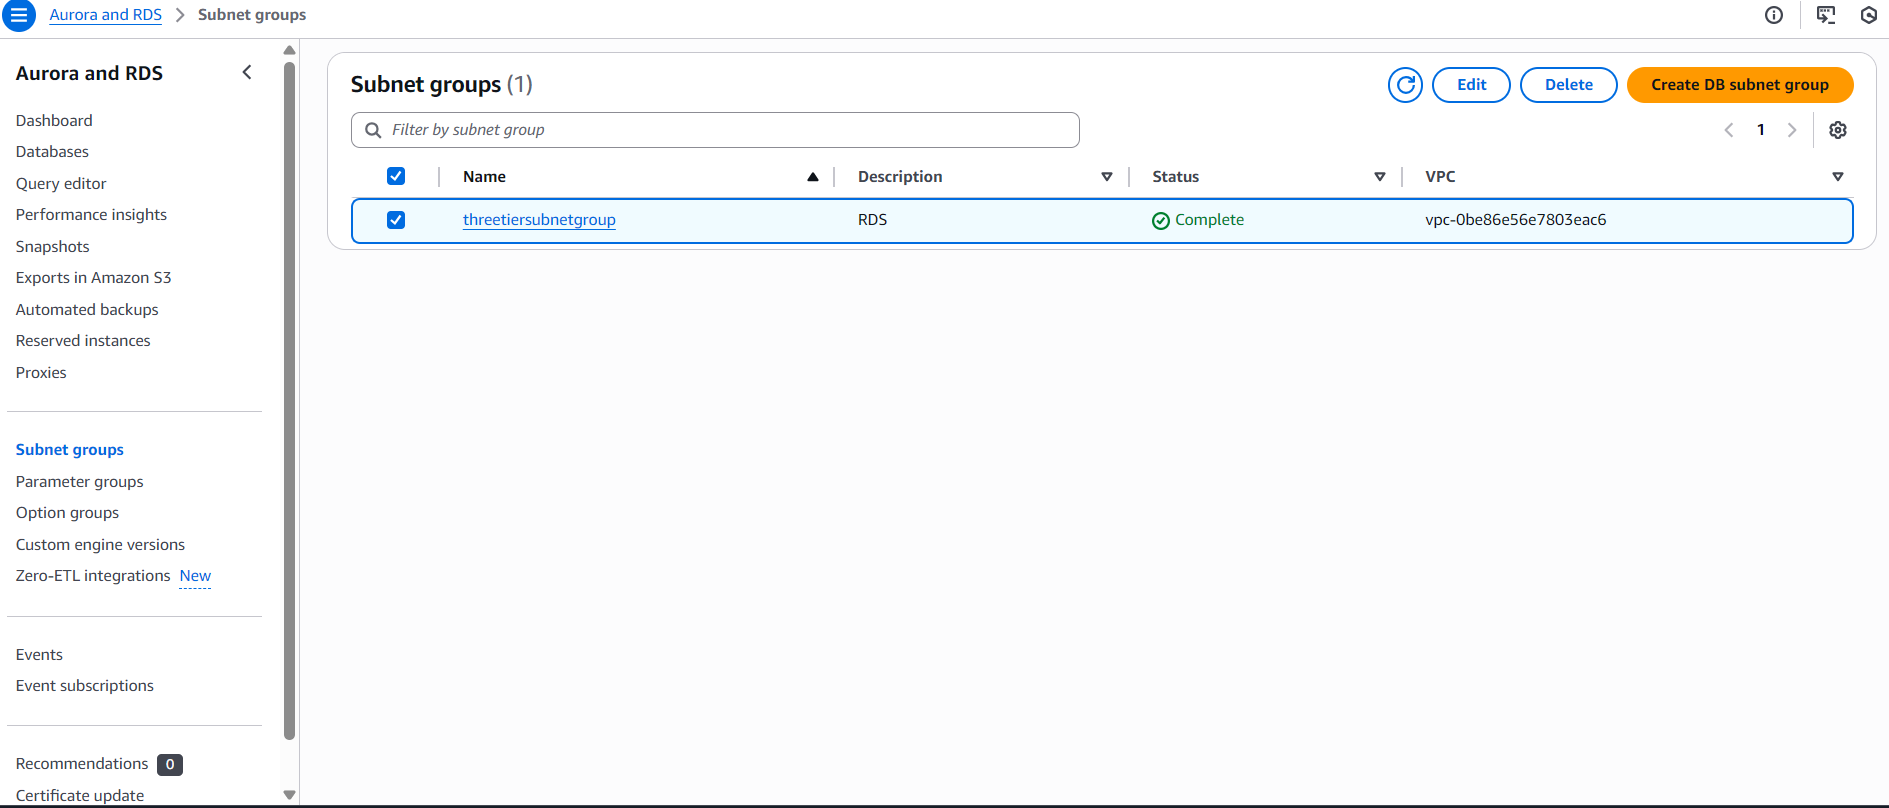 Aurora and RDS > Subnet groups
Aurora and RDS
Dashboard
Databases
Query editor
Performance insights
Snapshots
Exports in Amazon S3
Automated backups
Reserved instances
Proxies
Subnet groups
Parameter groups
Option groups
Custom engine versions
Zero-ETL integrations New
Events
Event subscriptions
Recommendations 0
Certificate update
Subnet groups (1)
Edit Delete Create DB subnet group
Filter by subnet group
1
Name Description Status VPC
threetiersubnetgroup RDS Complete vpc-0be86e56e7803eac6